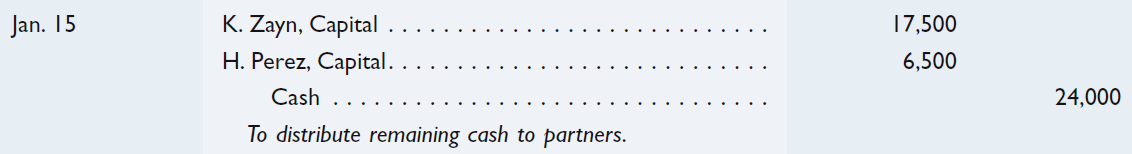 Jan. 15 K. Zayn, Capital . . . . . . . . . . . . . . . . . . . . . . . . . . . . 17,500
H. Perez, Capital. . . . . . . . . . . . . . . . . . . . . . . . . . . . 6,500
Cash . . . . . . . . . . . . . . . . . . . . . . . . . . . . . . . . 24,000
To distribute remaining cash to partners.